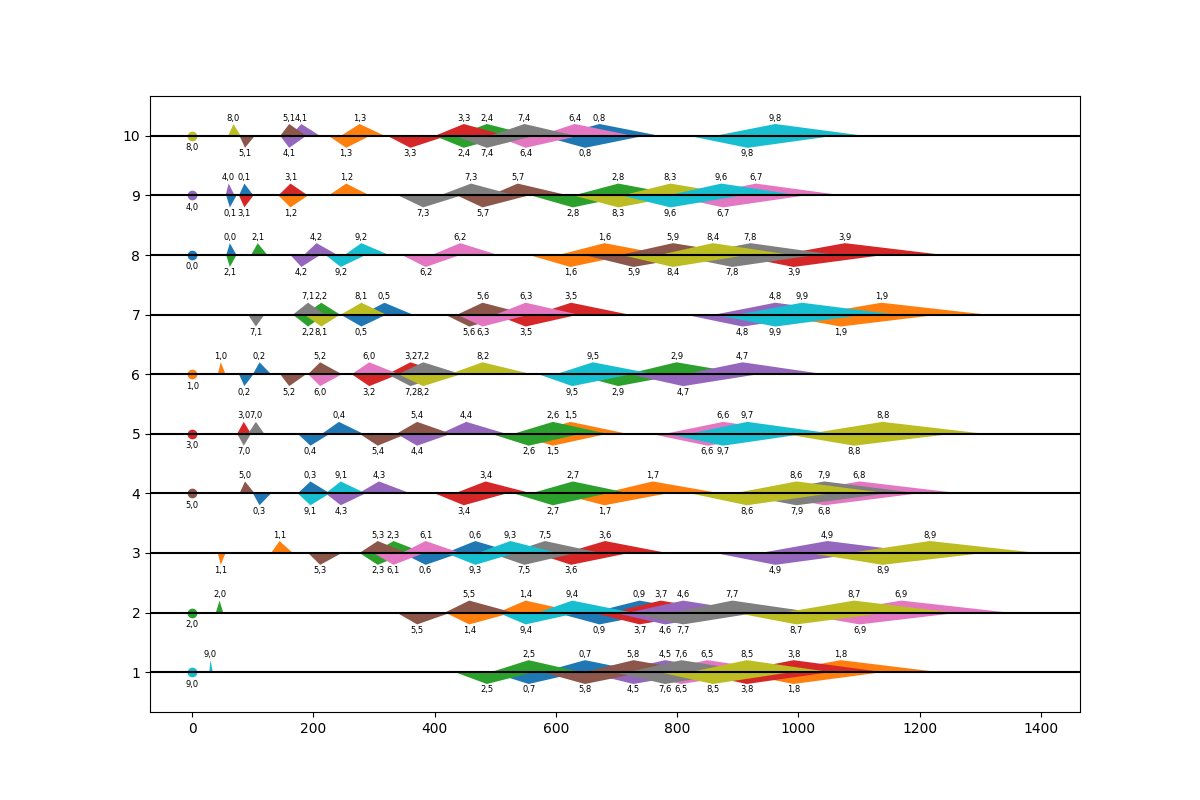 8,0 5,1 4,1 1,3 3,3 2,4 7,4 6,4 0,8 9,8
10
8,0 5,1 4,1 1,3 3,3 2,4 7,4 6,4 0,8 9,8
4,0 0,1 3,1 1,2 7,3 5,7 2,8 8,3 9,6 6,7
9
4,0 0,1 3,1 1,2 7,3 5,7 2,8 8,3 9,6 6,7
0,0 2,1 4,2 9,2 6,2 1,6 5,9 8,4 7,8 3,9
8
0,0 2,1 4,2 9,2 6,2 1,6 5,9 8,4 7,8 3,9
7,1 2,2 8,1 0,5 5,6 6,3 3,5 4,8 9,9 1,9
7
7,1 2,2 8,1 0,5 5,6 6,3 3,5 4,8 9,9 1,9
1,0 0,2 5,2 6,0 3,2 7,2 8,2 9,5 2,9 4,7
6
1,0 0,2 5,2 6,0 3,2 7,2 8,2 9,5 2,9 4,7
3,0 7,0 0,4 5,4 4,4 2,6 1,5 6,6 9,7 8,8
5
3,0 7,0 0,4 5,4 4,4 2,6 1,5 6,6 9,7 8,8
5,0 0,3 9,1 4,3 3,4 2,7 1,7 8,6 7,9 6,8
4
5,0 0,3 9,1 4,3 3,4 2,7 1,7 8,6 7,9 6,8
1,1 5,3 2,3 6,1 0,6 9,3 7,5 3,6 4,9 8,9
3
1,1 5,3 2,3 6,1 0,6 9,3 7,5 3,6 4,9 8,9
2,0 5,5 1,4 9,4 0,9 3,7 4,6 7,7 8,7 6,9
2
2,0 5,5 1,4 9,4 0,9 3,7 4,6 7,7 8,7 6,9
9,0 2,5 0,7 5,8 4,5 7,6 6,5 8,5 3,8 1,8
1
9,0 2,5 0,7 5,8 4,5 7,6 6,5 8,5 3,8 1,8
0 200 400 600 800 1000 1200 1400